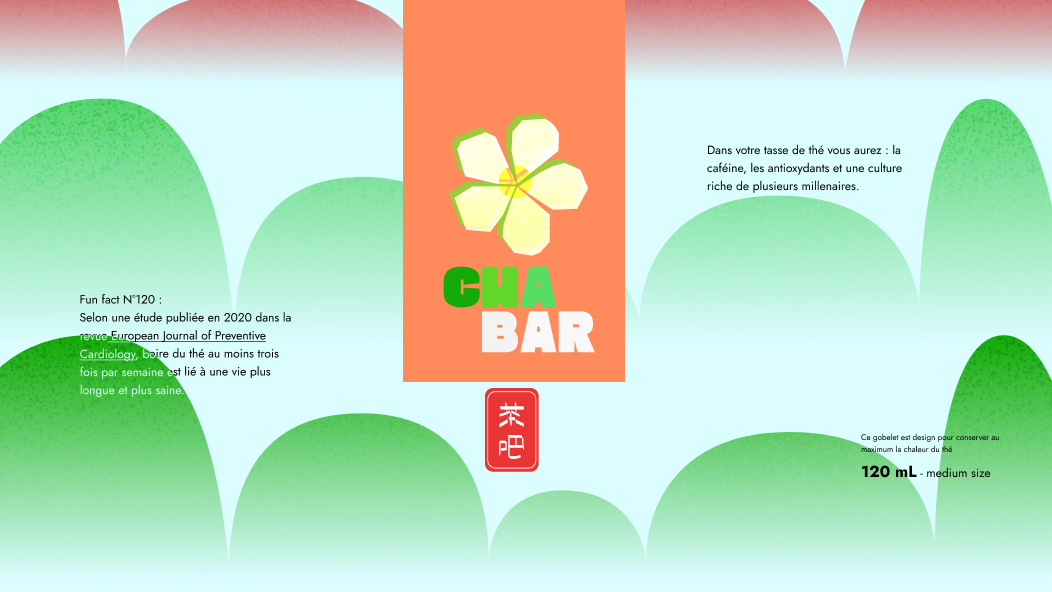 Dans votre tasse de thé vous aurez : la
caféine, les antioxydants et une culture
riche de plusieurs millenaires.
CHA
BAR
茶
吧
Fun fact N°120 :
Selon une étude publiée en 2020 dans la
revue European Journal of Preventive
Cardiology, boire du thé au moins trois
fois par semaine est lié à une vie plus
longue et plus saine.
Ce gobelet est design pour conserver au
maximum la chaleur du thé
120 mL - medium size